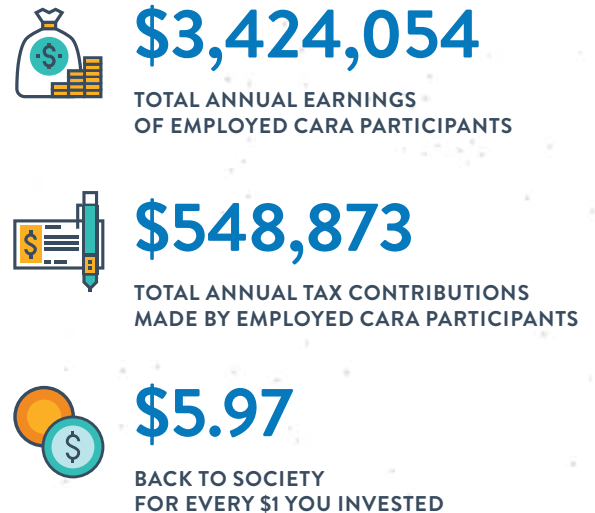 $3,424,054
TOTAL ANNUAL EARNINGS
OF EMPLOYED CARA PARTICIPANTS
$548,873
TOTAL ANNUAL TAX CONTRIBUTIONS
MADE BY EMPLOYED CARA PARTICIPANTS
$5.97
BACK TO SOCIETY
FOR EVERY $1 YOU INVESTED